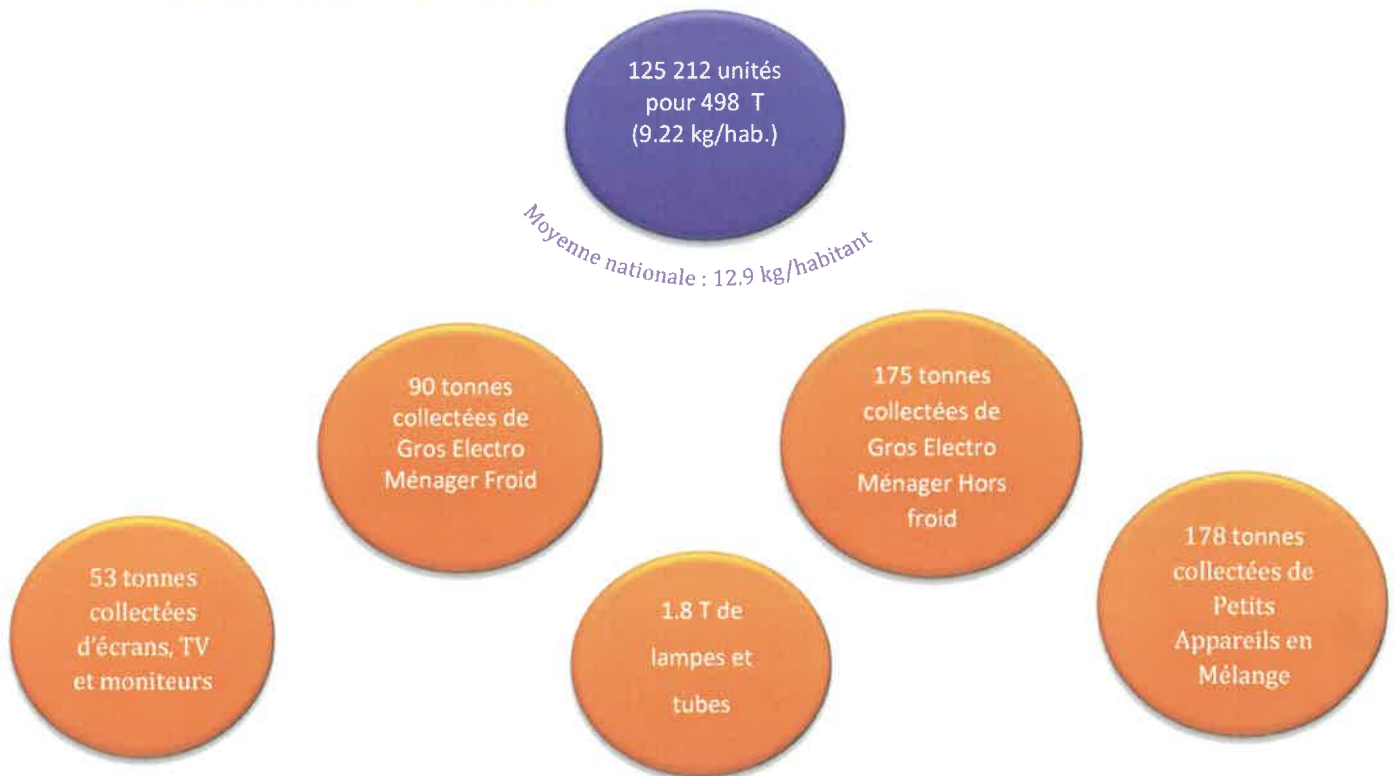 125 212 unités
pour 498 T
(9.22 kg/hab.)
Moyenne nationale : 12.9 kg/habitant
90 tonnes
collectées de
Gros Electro
Ménager Froid
175 tonnes
collectées de
Gros Electro
Ménager Hors
froid
53 tonnes
collectées
d'écrans, TV
et moniteurs
1.8 T de
lampes et
tubes
178 tonnes
collectées de
Petits
Appareils en
Mélange